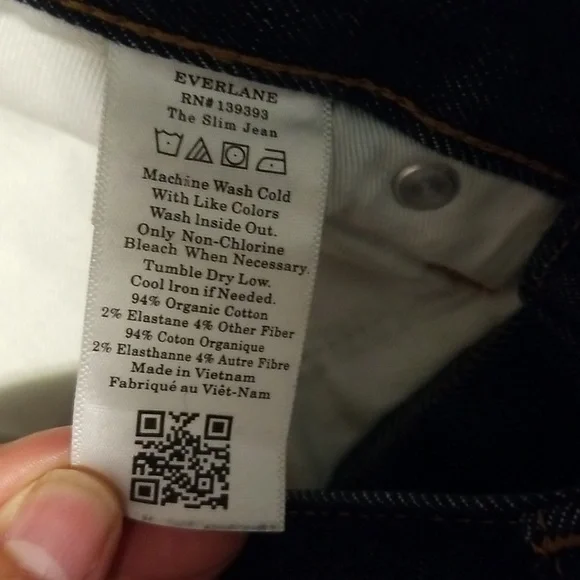 EVERLANE
RN# 139393
The Slim Jean
Machine Wash Cold
With Like Colors
Wash Inside Out.
Only Non-Chlorine
Bleach When Necessary.
Tumble Dry Low.
Cool Iron if Needed.
94% Organic Cotton
2% Elastane 4% Other Fiber
94% Coton Organique
2% Elasthanne 4% Autre Fibre
Made in Vietnam
Fabriqué au Viêt-Nam